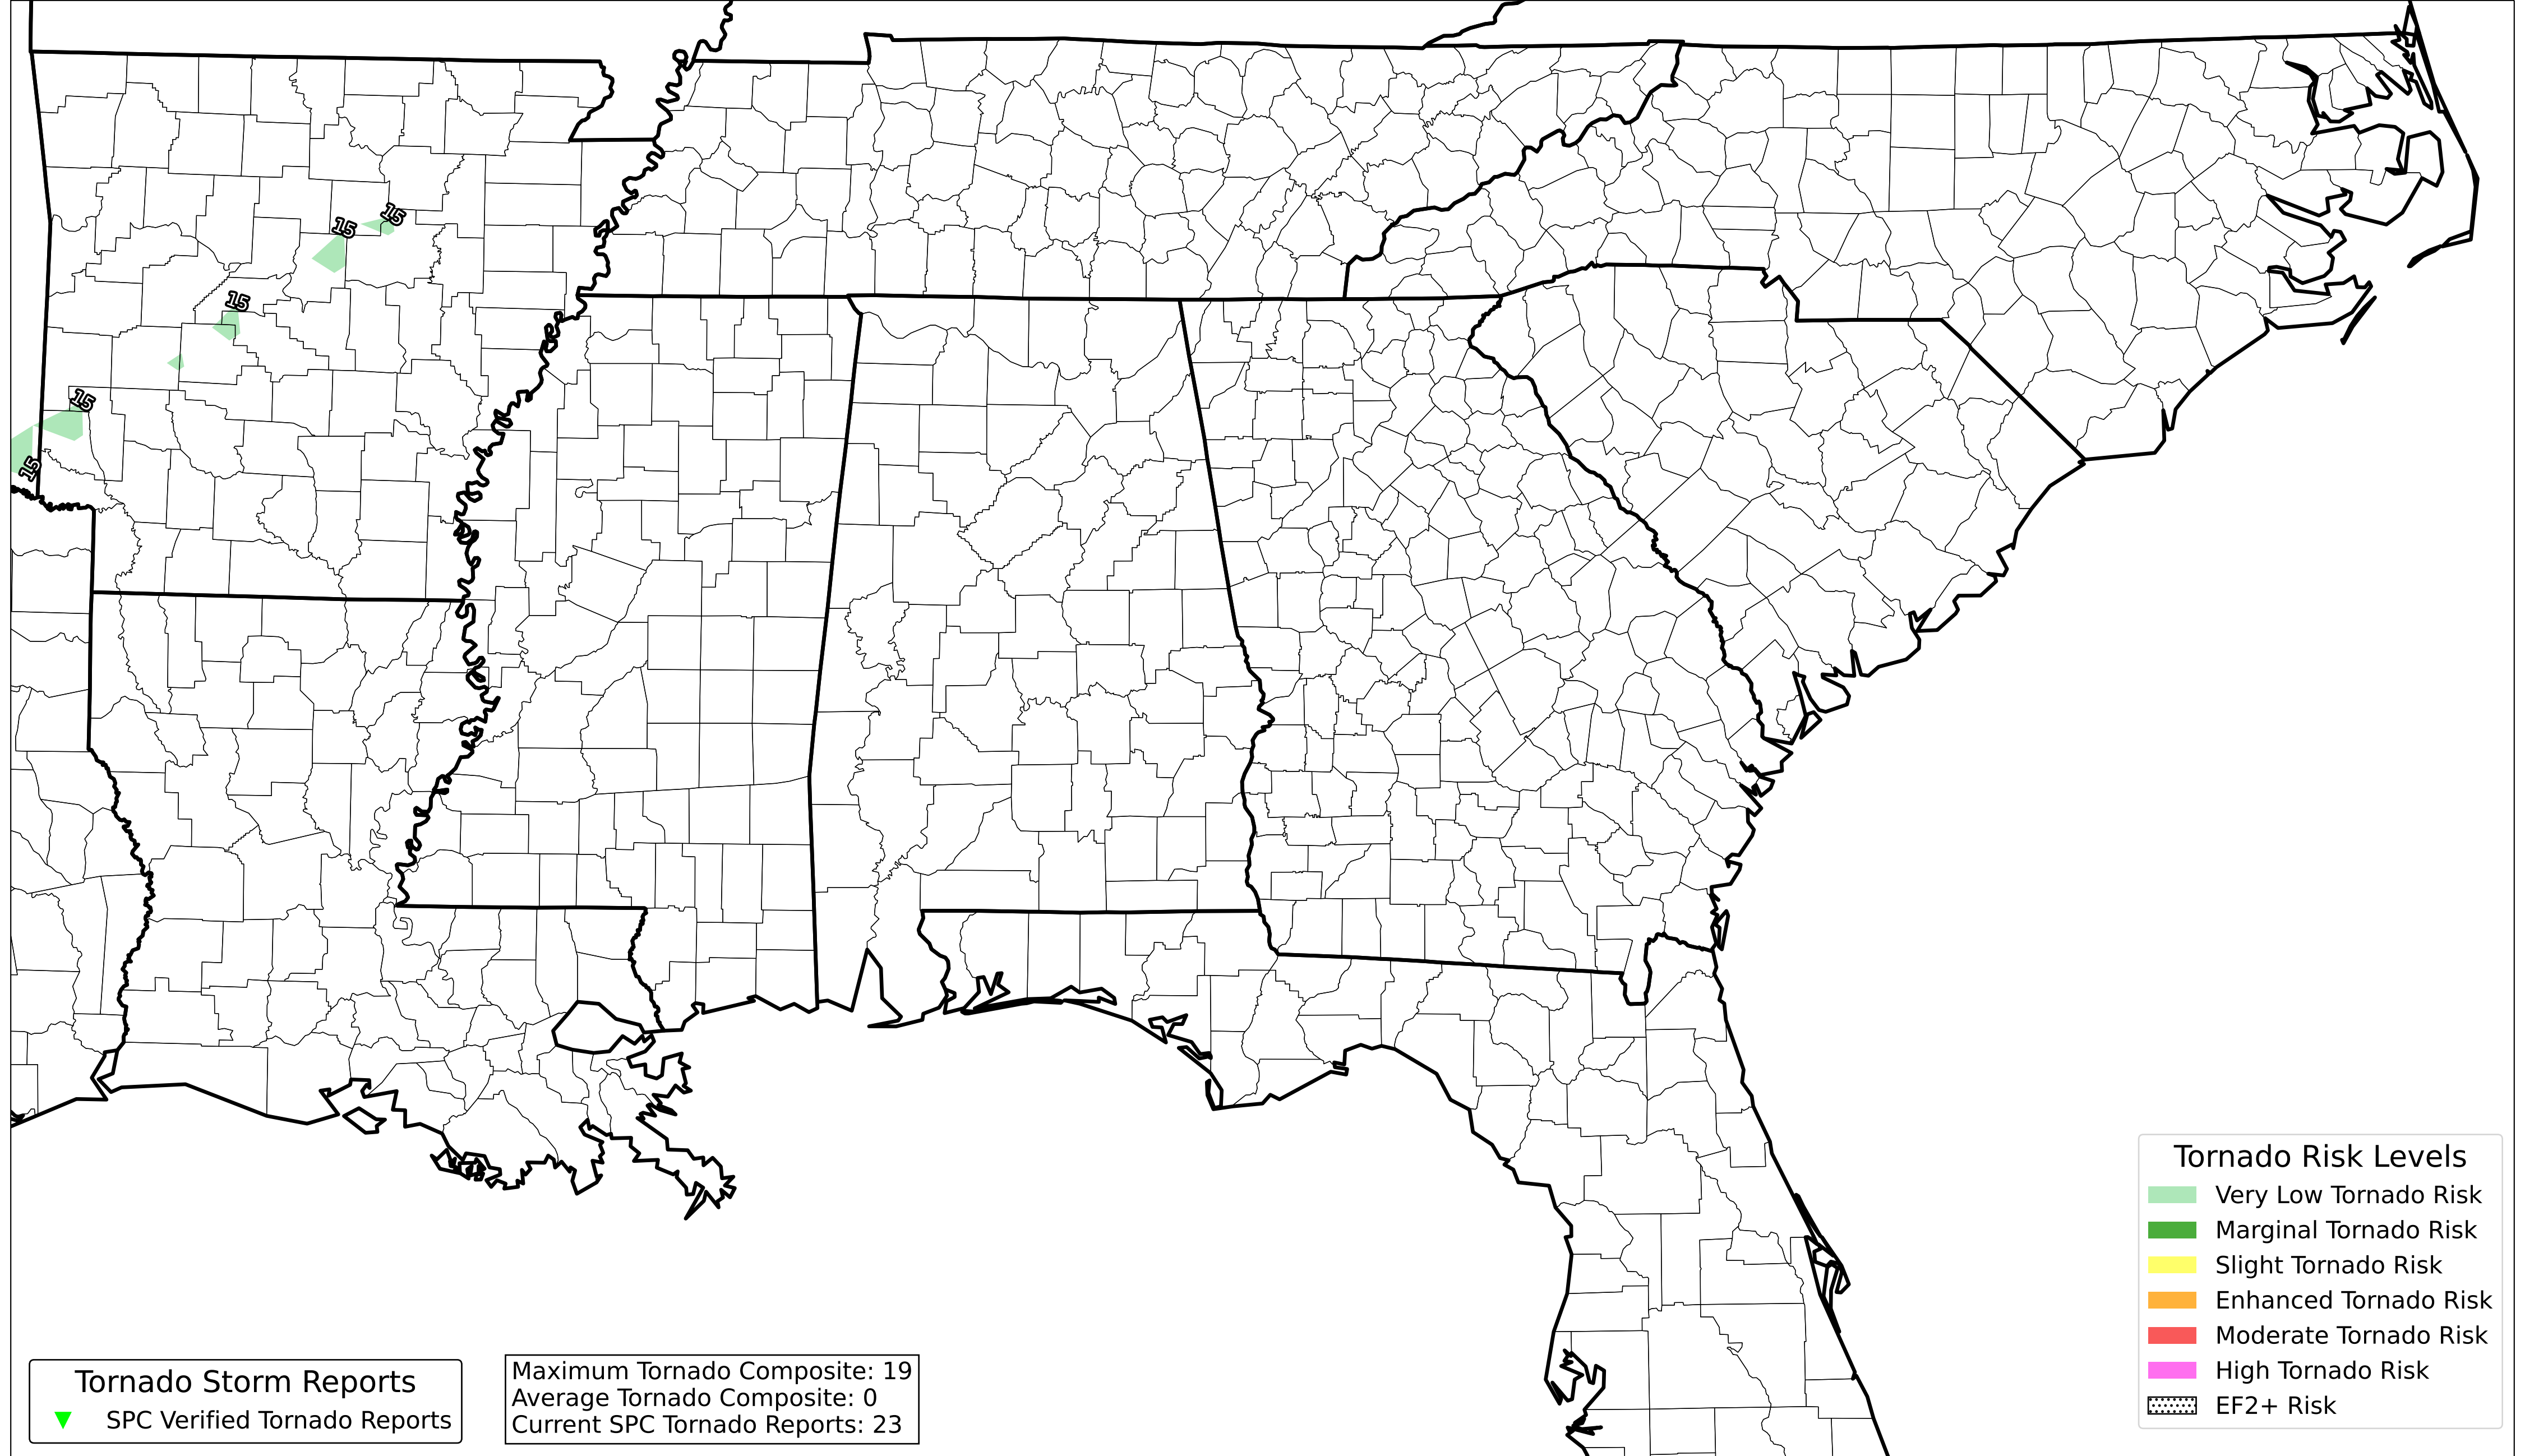 15
15
15
15
15
Tornado Risk Levels
Very Low Tornado Risk
Marginal Tornado Risk
Slight Tornado Risk
Enhanced Tornado Risk
Moderate Tornado Risk
High Tornado Risk
EF2+ Risk
Tornado Storm Reports
SPC Verified Tornado Reports
Maximum Tornado Composite: 19
Average Tornado Composite: 0
Current SPC Tornado Reports: 23